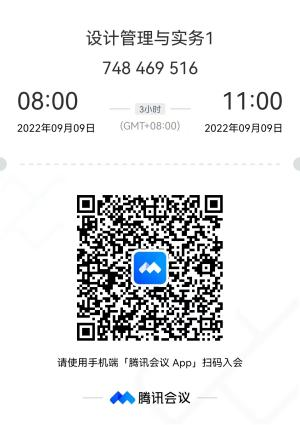 设计管理与实务1
748 469 516
08:00 3小时 11:00
2022年09月09日 (GMT+08:00) 2022年09月09日
请使用手机端「腾讯会议 App」扫码入会
腾讯会议